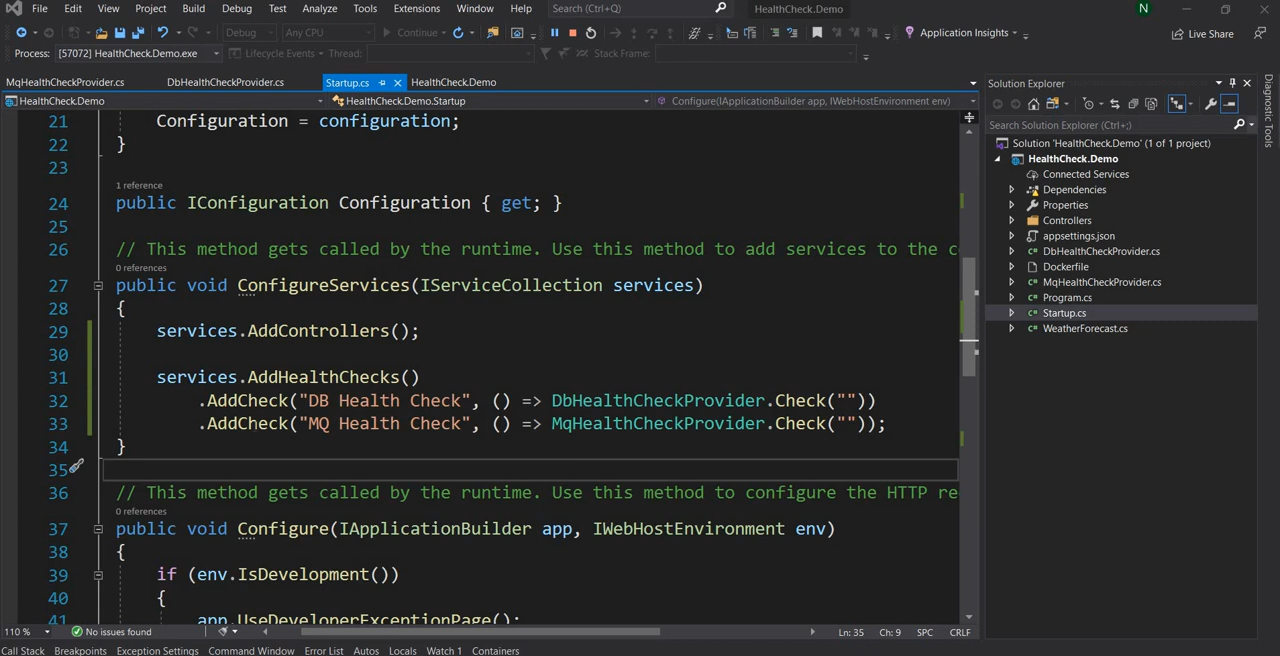 File Edit View Project Build Debug Test Analyze Tools Extensions Window Help Search (Ctrl+Q) HealthCheck.Demo N
Debug Any CPU Continue Application Insights Live Share
Process: [57072] HealthCheck.Demo.exe Lifecycle Events Thread: Stack Frame:
MqHealthCheckProvider.cs DbHealthCheckProvider.cs Startup.cs HealthCheck.Demo
HealthCheck.Demo HealthCheck.Demo.Startup Configure(IApplicationBuilder app, IWebHostEnvironment env)
21 Configuration = configuration;
22 }
23
1 reference
24 public IConfiguration Configuration { get; }
25
26 // This method gets called by the runtime. Use this method to add services to the c
0 references
27 public void ConfigureServices(IServiceCollection services)
28 {
29 services.AddControllers();
30
31 services.AddHealthChecks()
32 .AddCheck("DB Health Check", () => DbHealthCheckProvider.Check(""))
33 .AddCheck("MQ Health Check", () => MqHealthCheckProvider.Check(""));
34 }
35
36 // This method gets called by the runtime. Use this method to configure the HTTP re
0 references
37 public void Configure(IApplicationBuilder app, IWebHostEnvironment env)
38 {
39 if (env.IsDevelopment())
40 {
41 app.UseDeveloperExceptionPage();
110 % No issues found Ln: 35 Ch: 9 SPC CRLF
Call Stack Breakpoints Exception Settings Command Window Error List Autos Locals Watch 1 Containers
Solution Explorer
Search Solution Explorer (Ctrl+;)
Solution 'HealthCheck.Demo' (1 of 1 project)
HealthCheck.Demo
Connected Services
Dependencies
Properties
Controllers
appsettings.json
DbHealthCheckProvider.cs
Dockerfile
MqHealthCheckProvider.cs
Program.cs
Startup.cs
WeatherForecast.cs
Diagnostic Tools